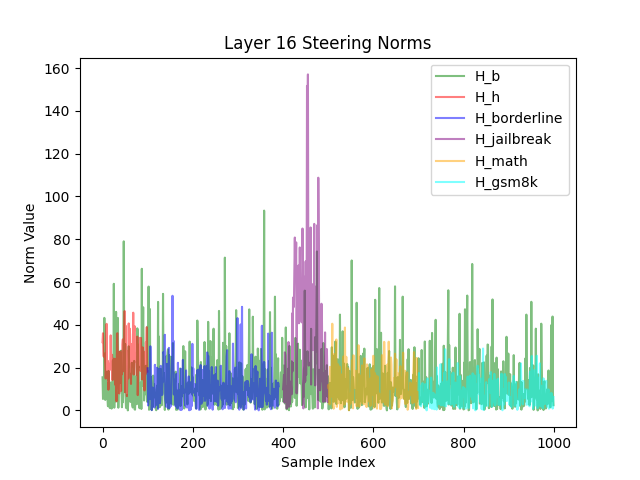 Layer 16 Steering Norms
Norm Value
160
140
120
100
80
60
40
20
0
H_b
H_h
H_borderline
H_jailbreak
H_math
H_gsm8k
0
200
400
600
800
1000
Sample Index